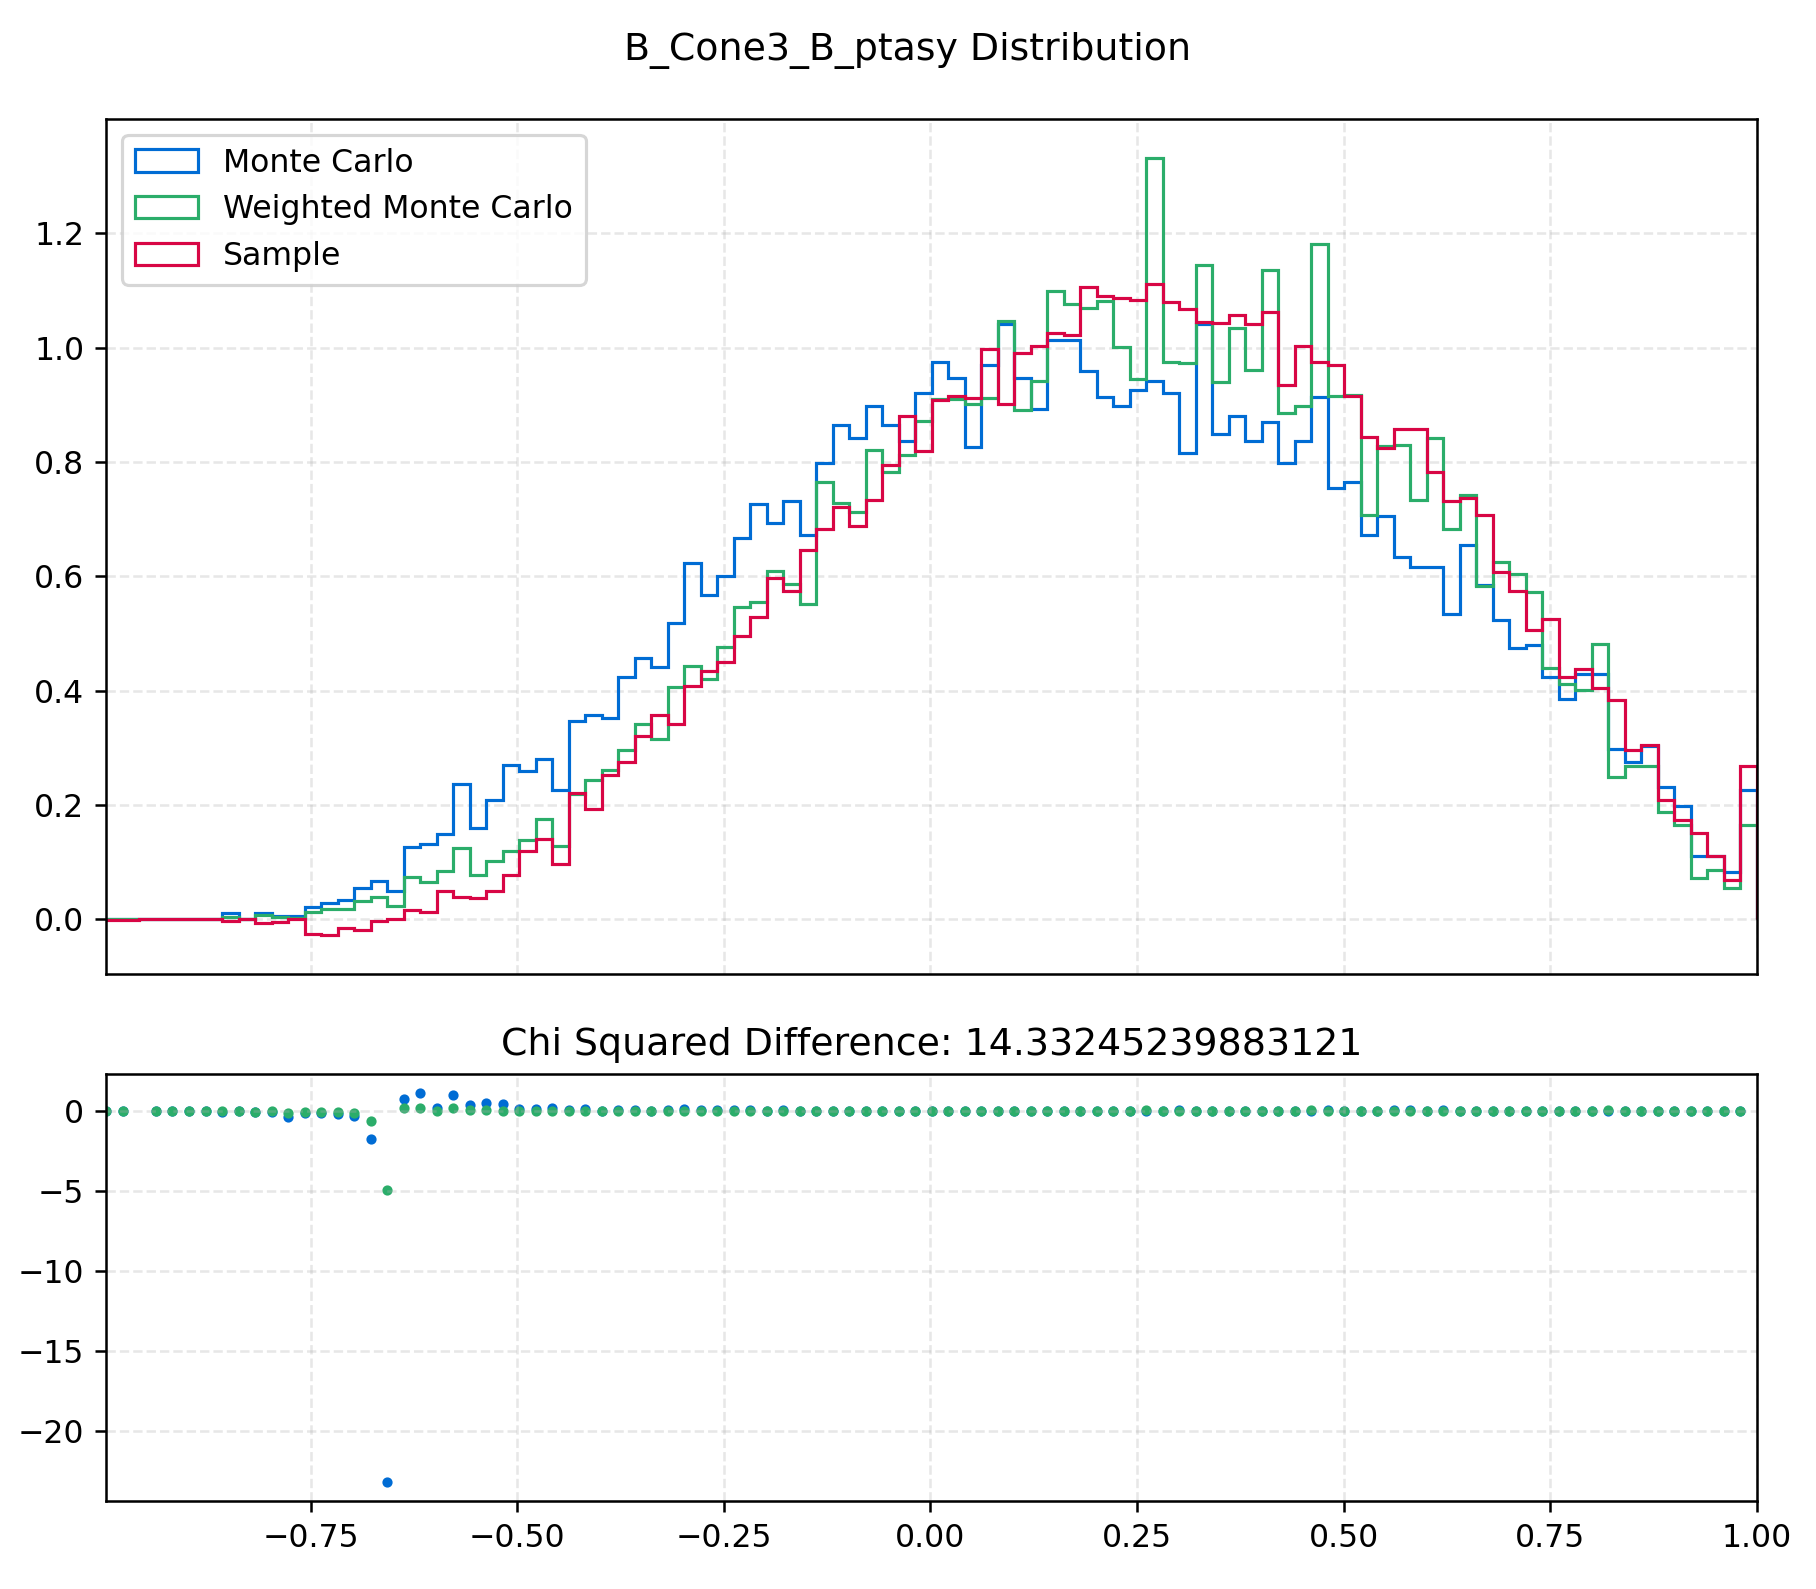 B_Cone3_B_ptasy Distribution
Monte Carlo
Weighted Monte Carlo
Sample
1.2
1.0
0.8
0.6
0.4
0.2
0.0
Chi Squared Difference: 14.33245239883121
0
−5
−10
−15
−20
−0.75 −0.50 −0.25 0.00 0.25 0.50 0.75 1.00